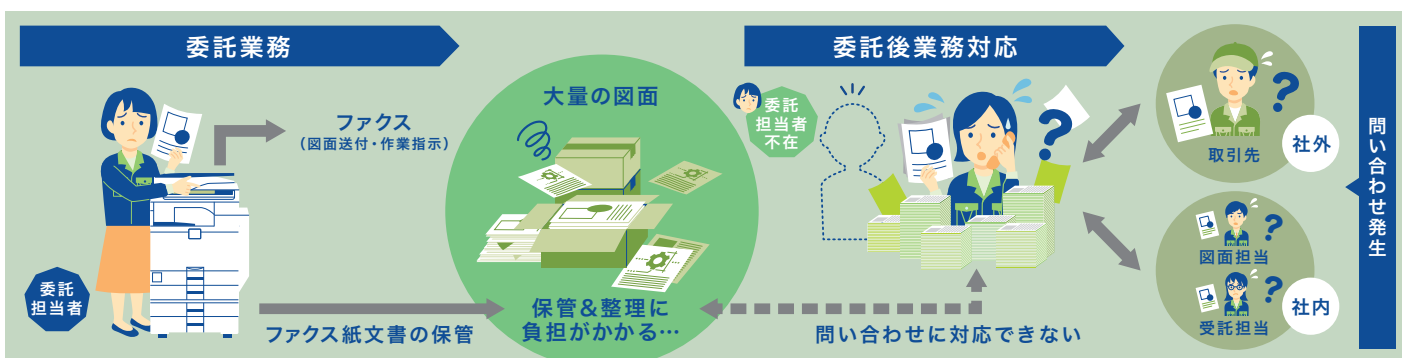 委託業務
委託
担当者
ファクス
（図面送付・作業指示）
ファクス紙文書の保管
大量の図面
保管&整理に
負担がかかる…
委託後業務対応
委託
担当者
不在
?
問い合わせに対応できない
?
取引先
社外
?
図面担当
?
受託担当
社内
問い合わせ発生